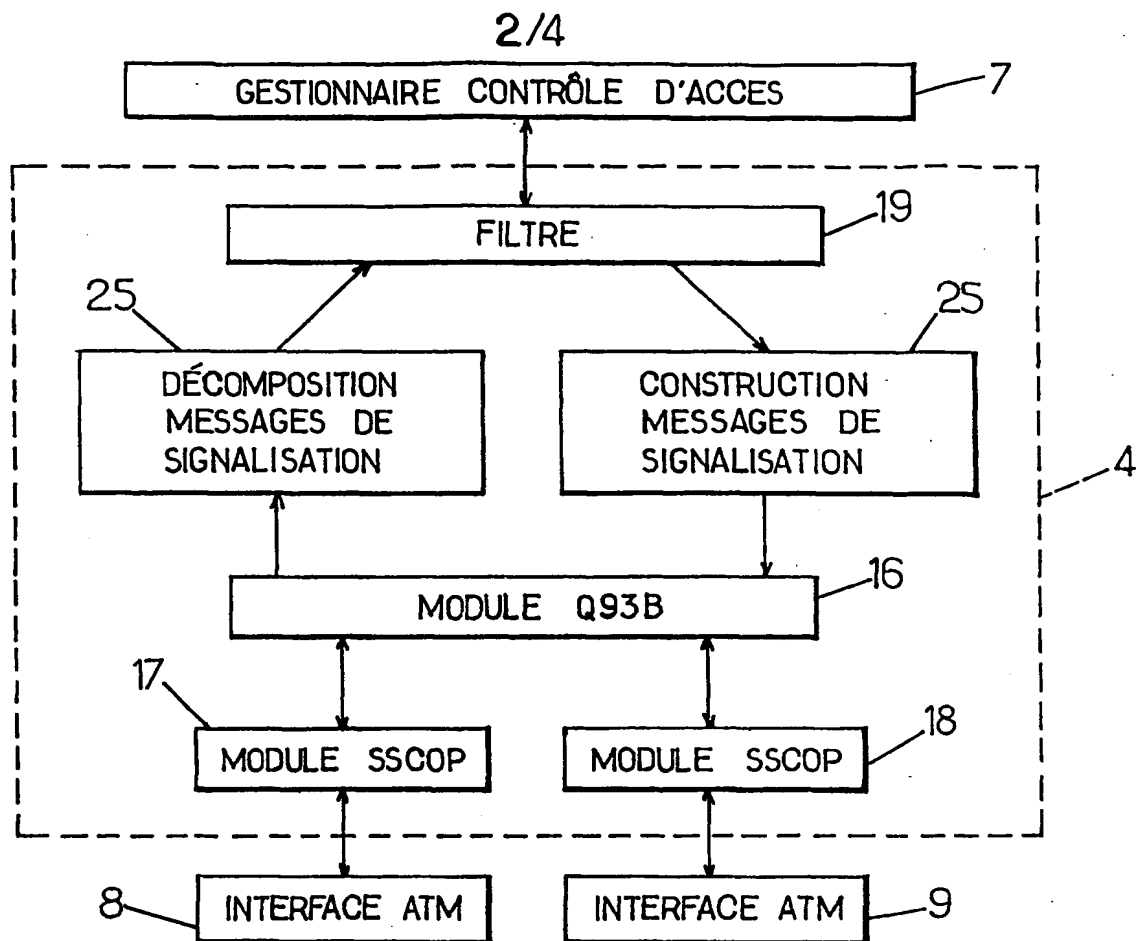 2/4
GESTIONNAIRE CONTRÔLE D'ACCES
7
FILTRE
19
25
25
DÉCOMPOSITION
MESSAGES DE
SIGNALISATION
CONSTRUCTION
MESSAGES DE
SIGNALISATION
4
MODULE Q93B
16
17
MODULE SSCOP
MODULE SSCOP
18
8
INTERFACE ATM
INTERFACE ATM
9